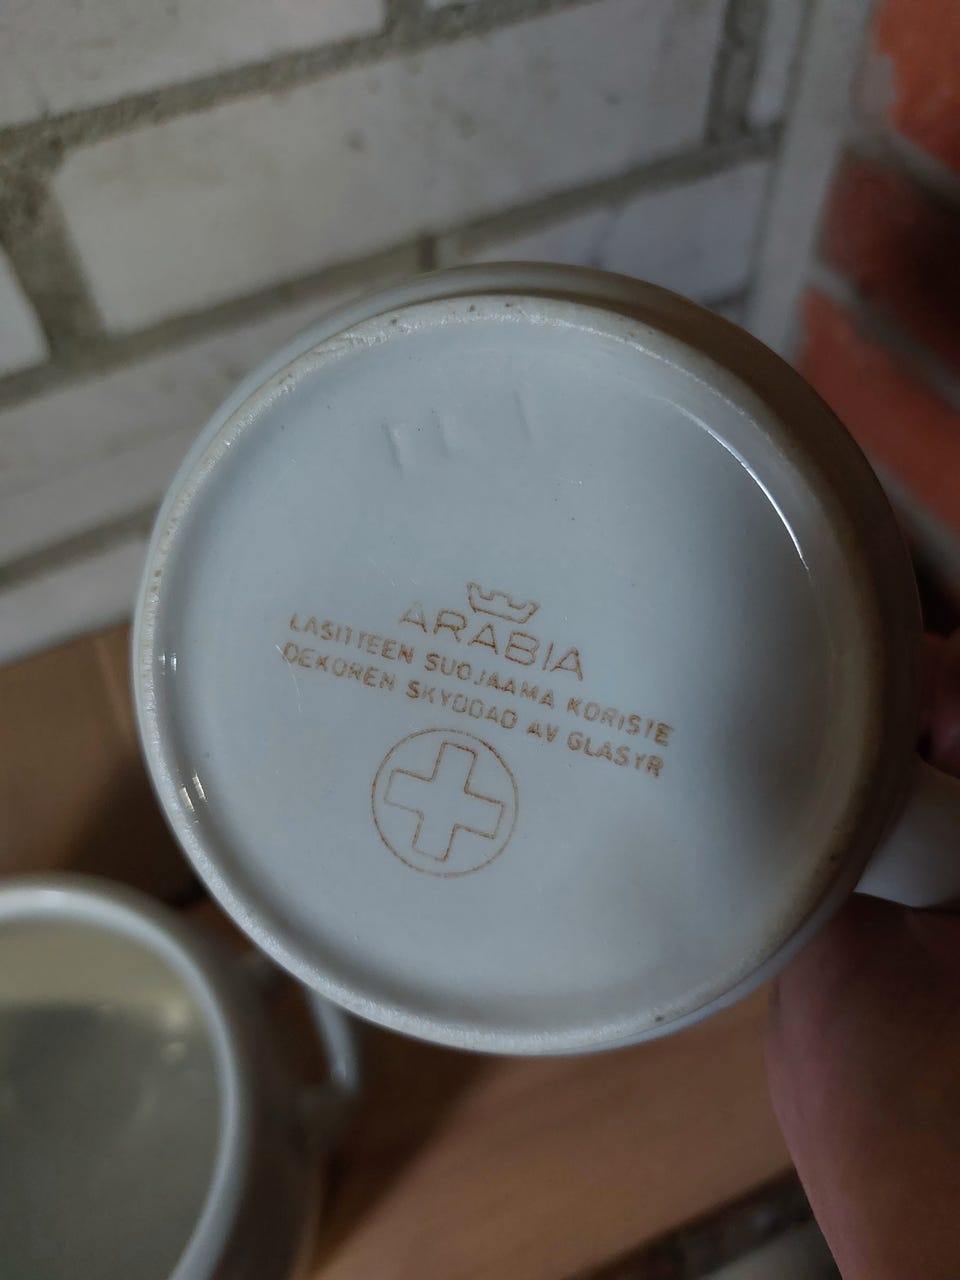 ARABIA
LASITTEEN SUOJAAMA KORISTE
DEKOREN SKYDDAD AV GLASYR